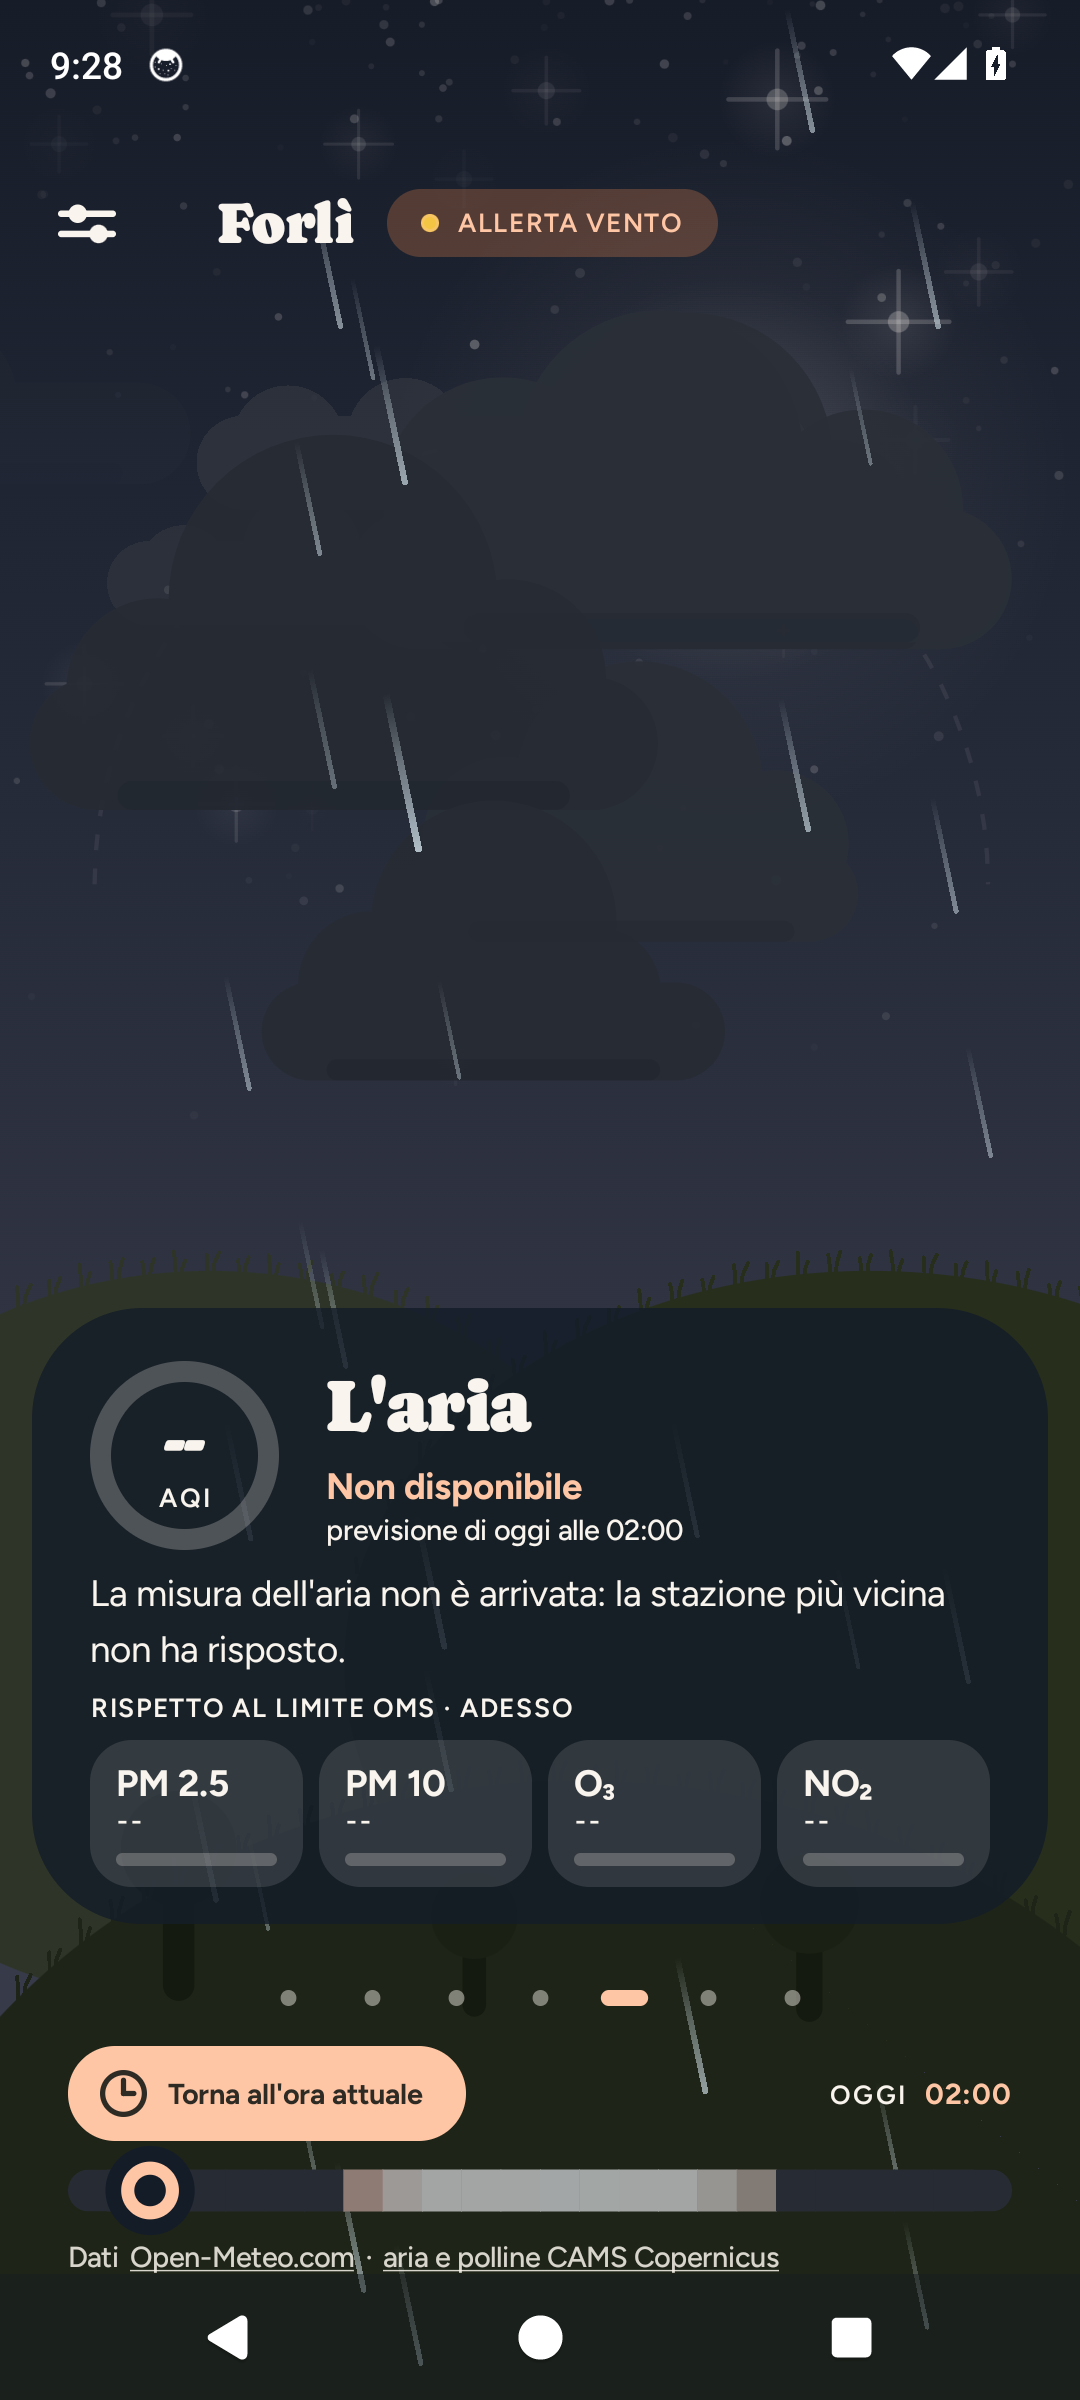 9:28
Forlì
ALLERTA VENTO
L'aria
--
AQI
Non disponibile
previsione di oggi alle 02:00
La misura dell'aria non è arrivata: la stazione più vicina
non ha risposto.
RISPETTO AL LIMITE OMS · ADESSO
PM 2.5 PM 10 O₃ NO₂
-- -- -- --
Torna all'ora attuale
OGGI 02:00
Dati Open-Meteo.com · aria e polline CAMS Copernicus